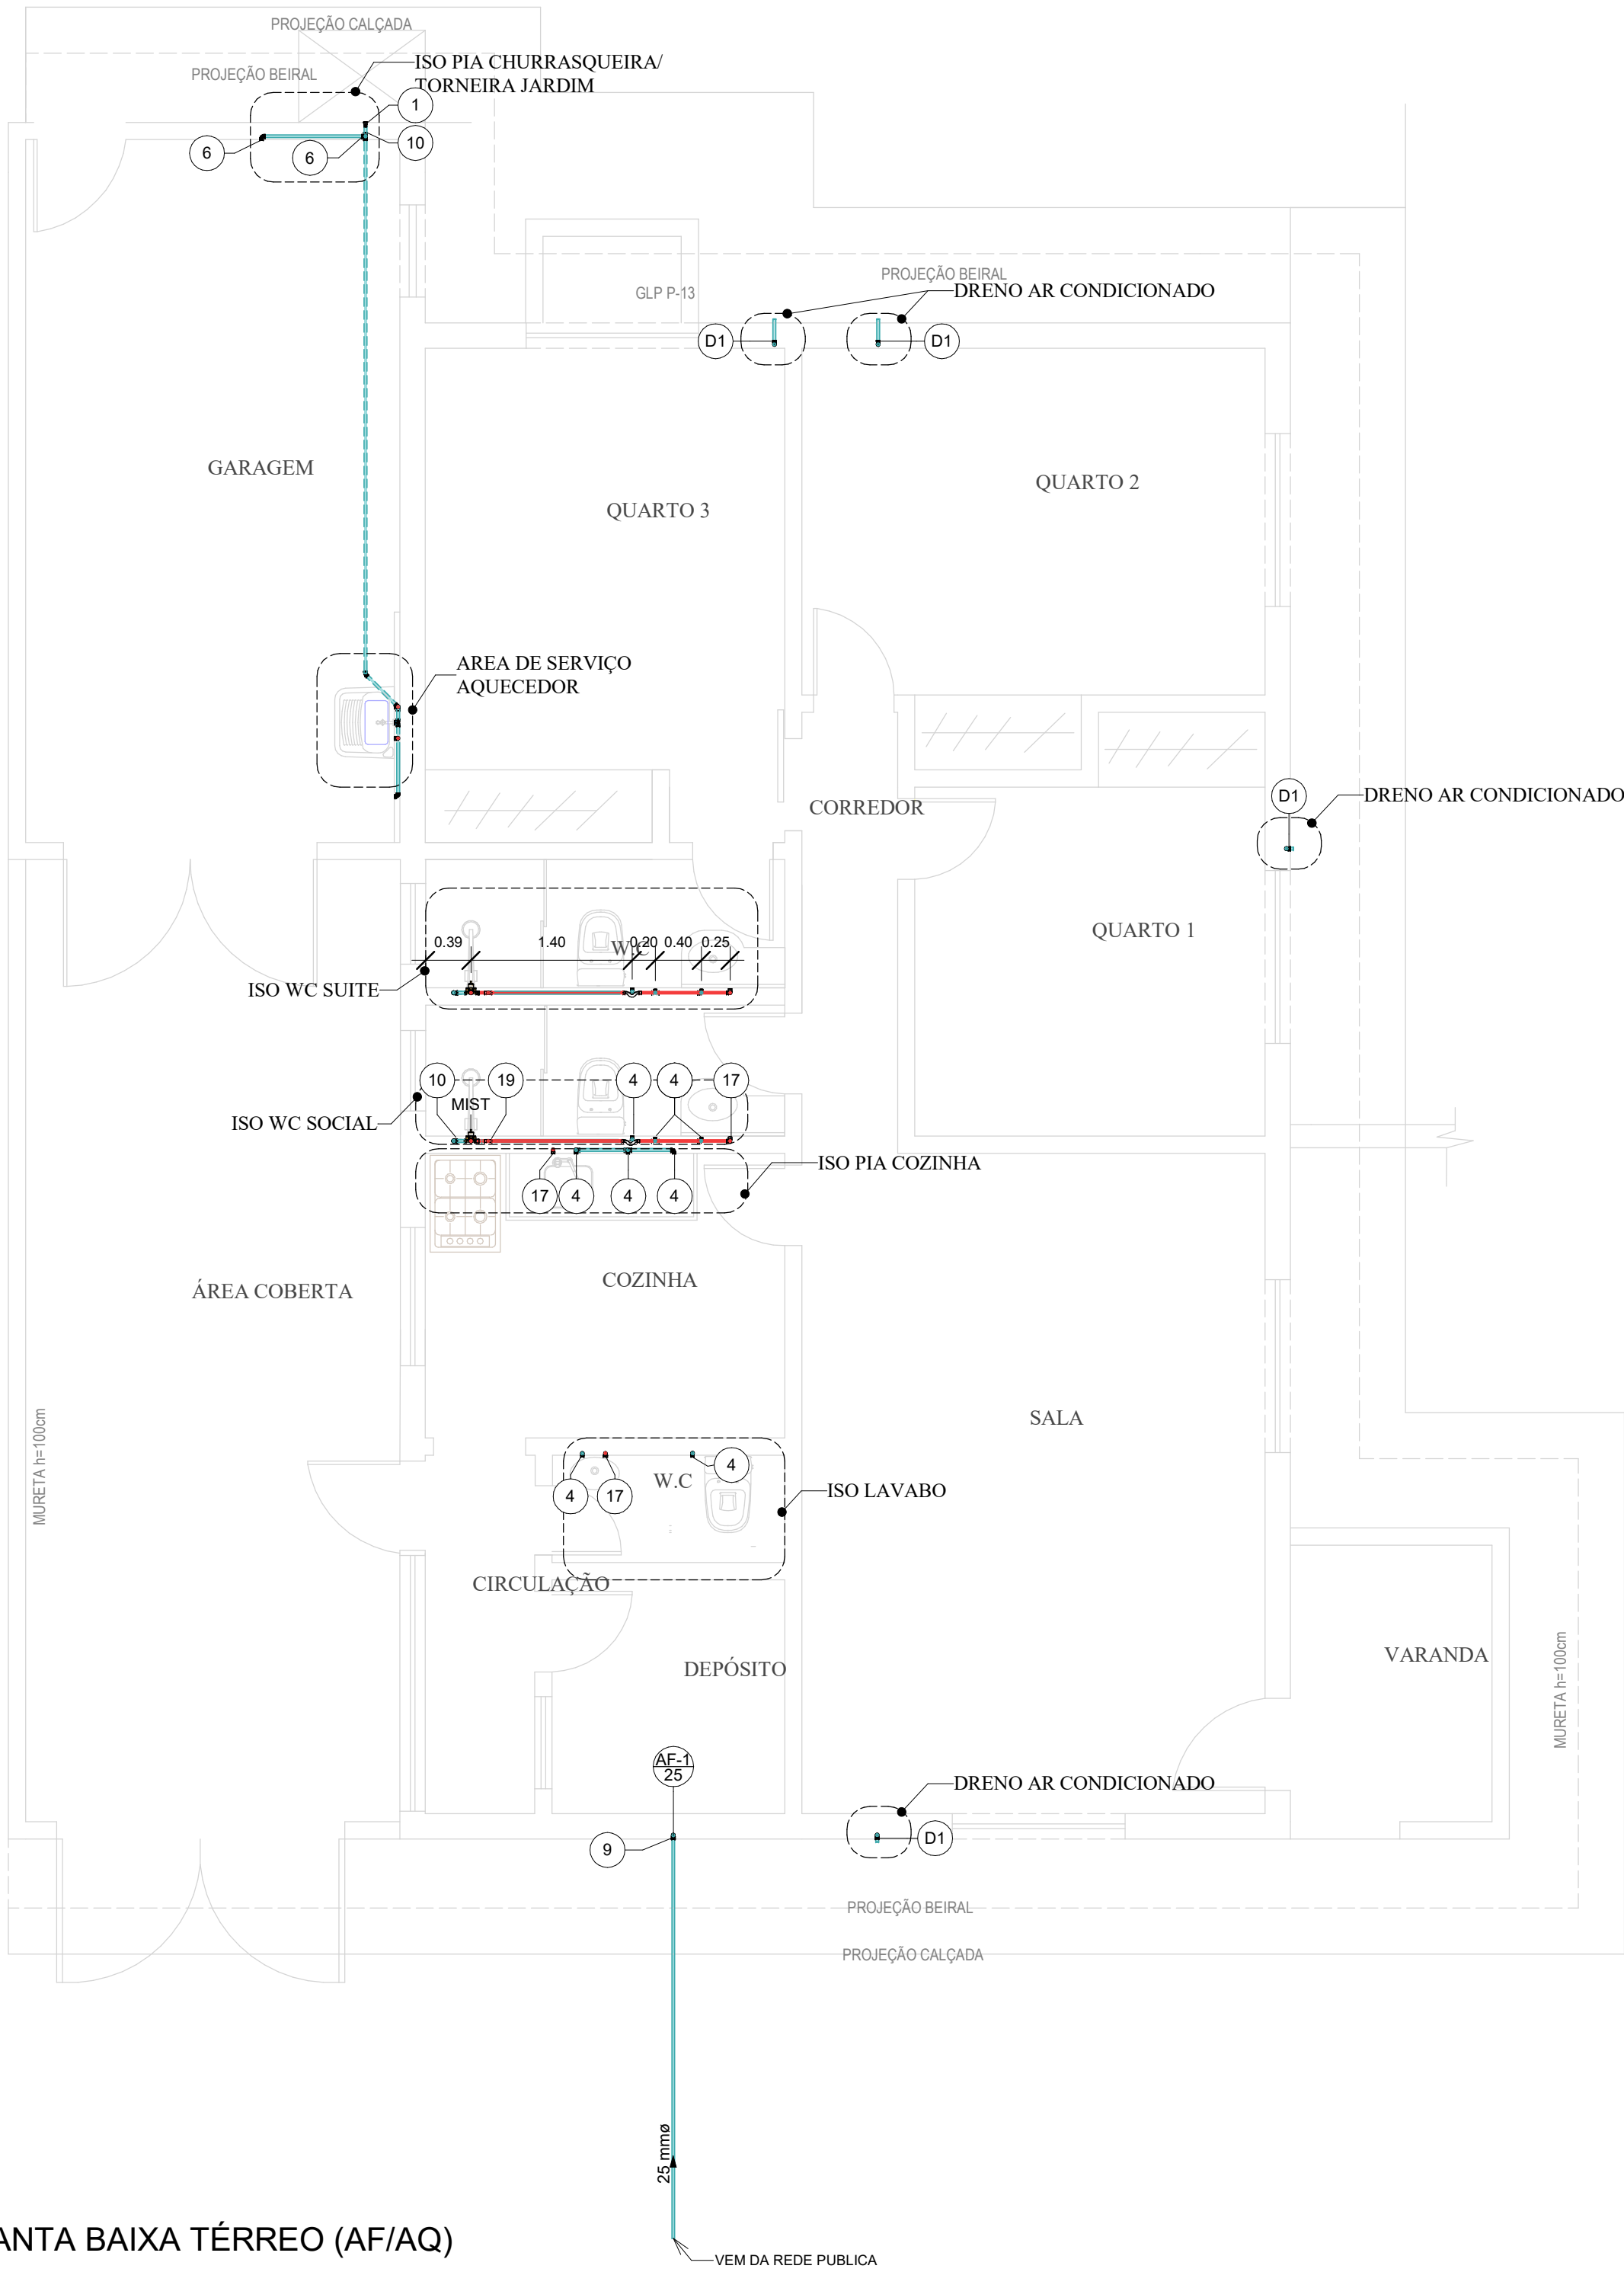 PROJEÇÃO CALÇADA
ISO PIA CHURRASQUEIRA/
TORNEIRA JARDIM
PROJEÇÃO BEIRAL
1
10
6
6
PROJEÇÃO BEIRAL
GLP P-13
DRENO AR CONDICIONADO
D1
D1
GARAGEM
QUARTO 2
QUARTO 3
AREA DE SERVIÇO
AQUECEDOR
D1
DRENO AR CONDICIONADO
CORREDOR
QUARTO 1
0.39
1.40
0.20
0.40
0.25
W.C
ISO WC SUITE
10
19
4
4
17
MIST
ISO WC SOCIAL
ISO PIA COZINHA
17
4
4
4
COZINHA
ÁREA COBERTA
SALA
MURETA h=100cm
4
W.C
4
17
ISO LAVABO
CIRCULAÇÃO
DEPÓSITO
VARANDA
MURETA h=100cm
AF-1
25
DRENO AR CONDICIONADO
9
D1
PROJEÇÃO BEIRAL
PROJEÇÃO CALÇADA
25 mmø
ANTA BAIXA TÉRREO (AF/AQ)
VEM DA REDE PUBLICA